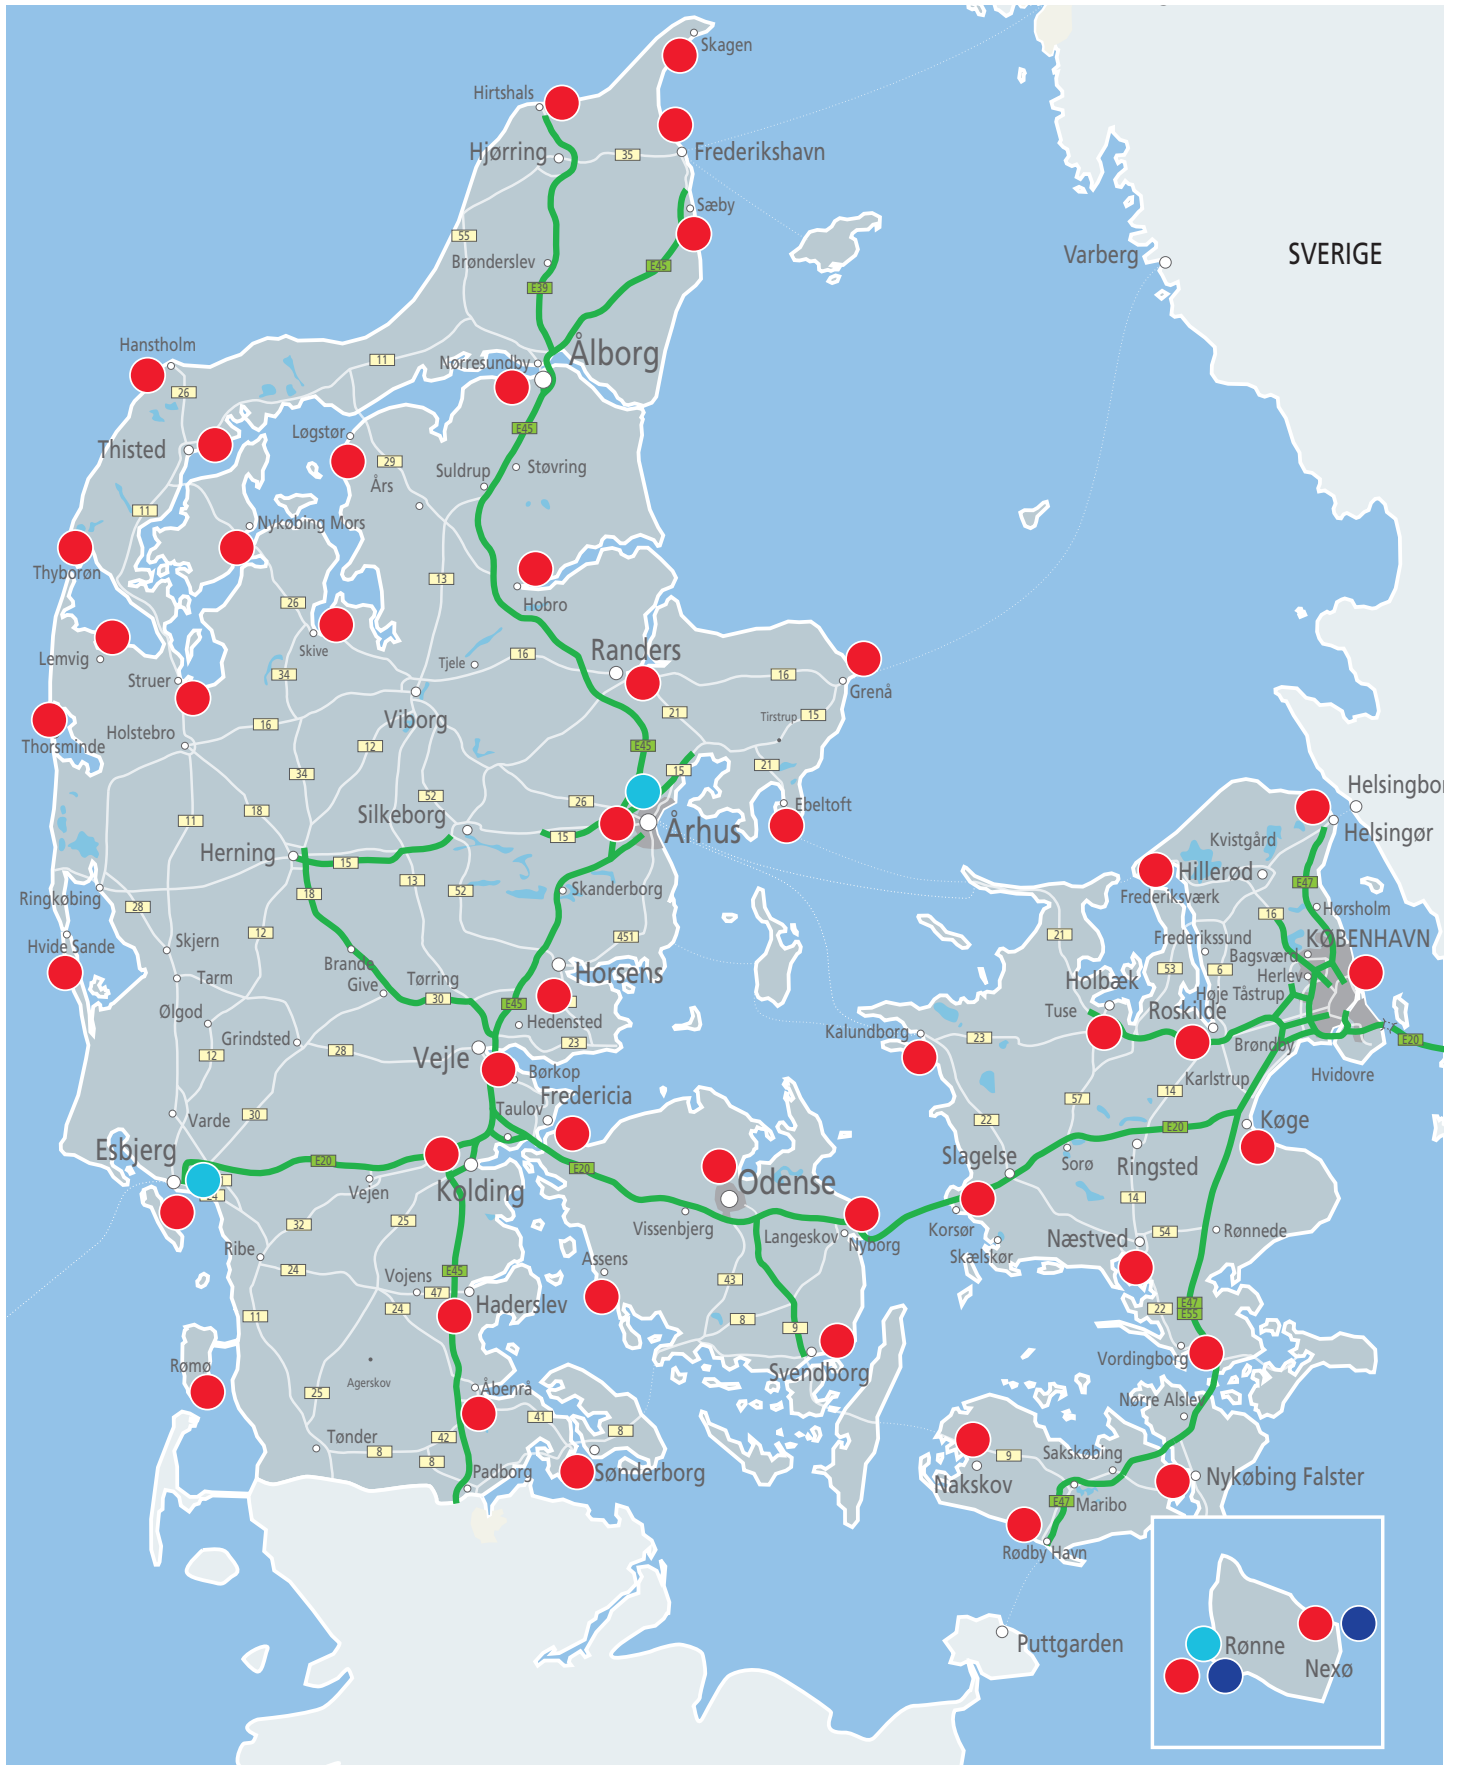 Skagen
Hirtshals
Hjørring
35
Frederikshavn
Sæby
55
Brønderslev
E45
E39
Varberg
SVERIGE
Hanstholm
11
Nørresundby
Ålborg
26
Løgstør
E45
Thisted
29
Suldrup
Støvring
Års
11
Nykøbing Mors
Thyborøn
13
26
Hobro
Lemvig
Skive
Tjele
16
Randers
16
Struer
34
Grenå
21
Tirstrup
15
Thorsminde
Holstebro
16
Viborg
12
E45
34
15
21
52
26
Ebeltoft
Helsingborg
18
11
Silkeborg
15
Århus
Helsingør
Kvistgård
Herning
15
Hillerød
E47
13
52
Skanderborg
Frederiksværk
Ringkøbing
18
28
16
Hørsholm
Hvide Sande
Skjern
12
451
21
Frederikssund
KØBENHAVN
Bagsværd
Brande
Tørring
Horsens
53
6
Herlev
Tarm
Give
30
E45
Holbæk
Høje Tåstrup
Ølgod
Hedensted
Tuse
Roskilde
Grindsted
28
23
Kalundborg
23
Brøndby
E20
12
Vejle
Børkop
Karlstrup
Hvidovre
Fredericia
14
57
30
Taulov
Varde
22
E20
Køge
Esbjerg
E20
E20
Slagelse
Sorø
Ringsted
Vejen
Kolding
Odense
14
32
25
Vissenbjerg
Langeskov
Nyborg
Korsør
54
Rønnede
Ribe
Skælskør
Næstved
24
Vojens
E45
Assens
43
47
Haderslev
24
22
E47
E55
11
8
9
Rømø
Svendborg
Vordingborg
25
Agerskov
Åbenrå
Nørre Alslev
41
8
Tønder
42
8
8
Padborg
Sønderborg
9
Sakskøbing
Nakskov
Nykøbing Falster
E47
Maribo
Rødby Havn
Puttgarden
Rønne
Nexø